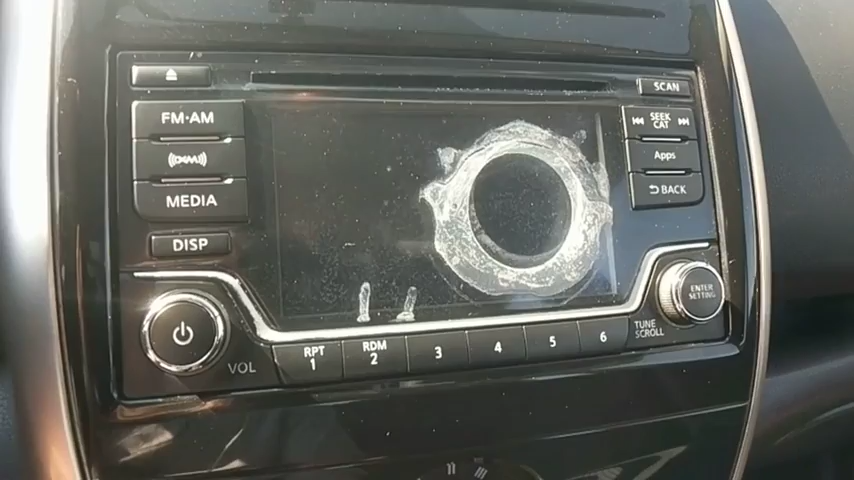 SCAN
FM·AM
SEEK
CAT
((XM))
Apps
MEDIA
BACK
DISP
ENTER
SETTING
TUNE
SCROLL
VOL
RPT
1
RDM
2
3
4
5
6